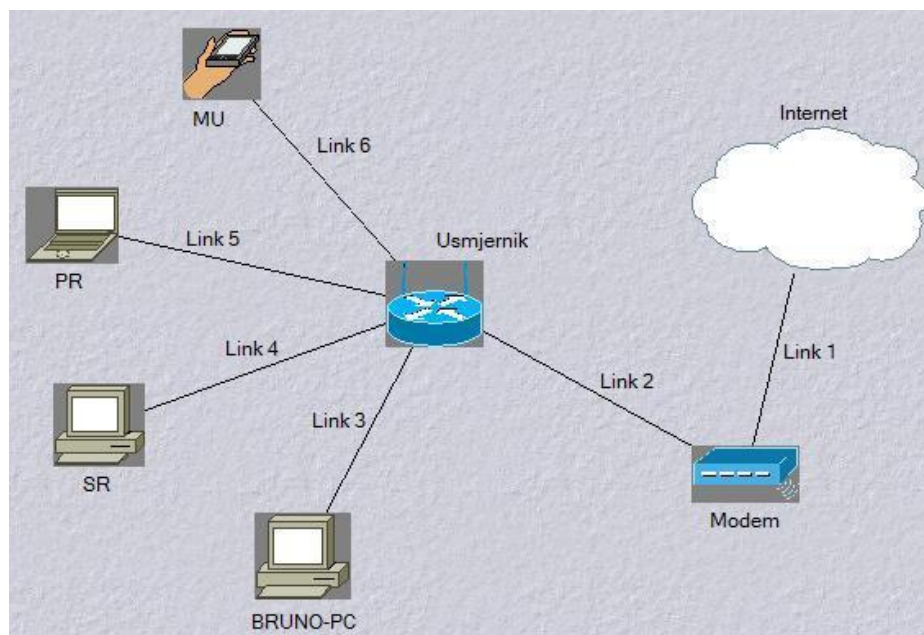 MU
Link 6
Internet
Link 5
Usmjernik
PR
Link 4
Link 1
Link 2
Link 3
SR
Modem
BRUNO-PC